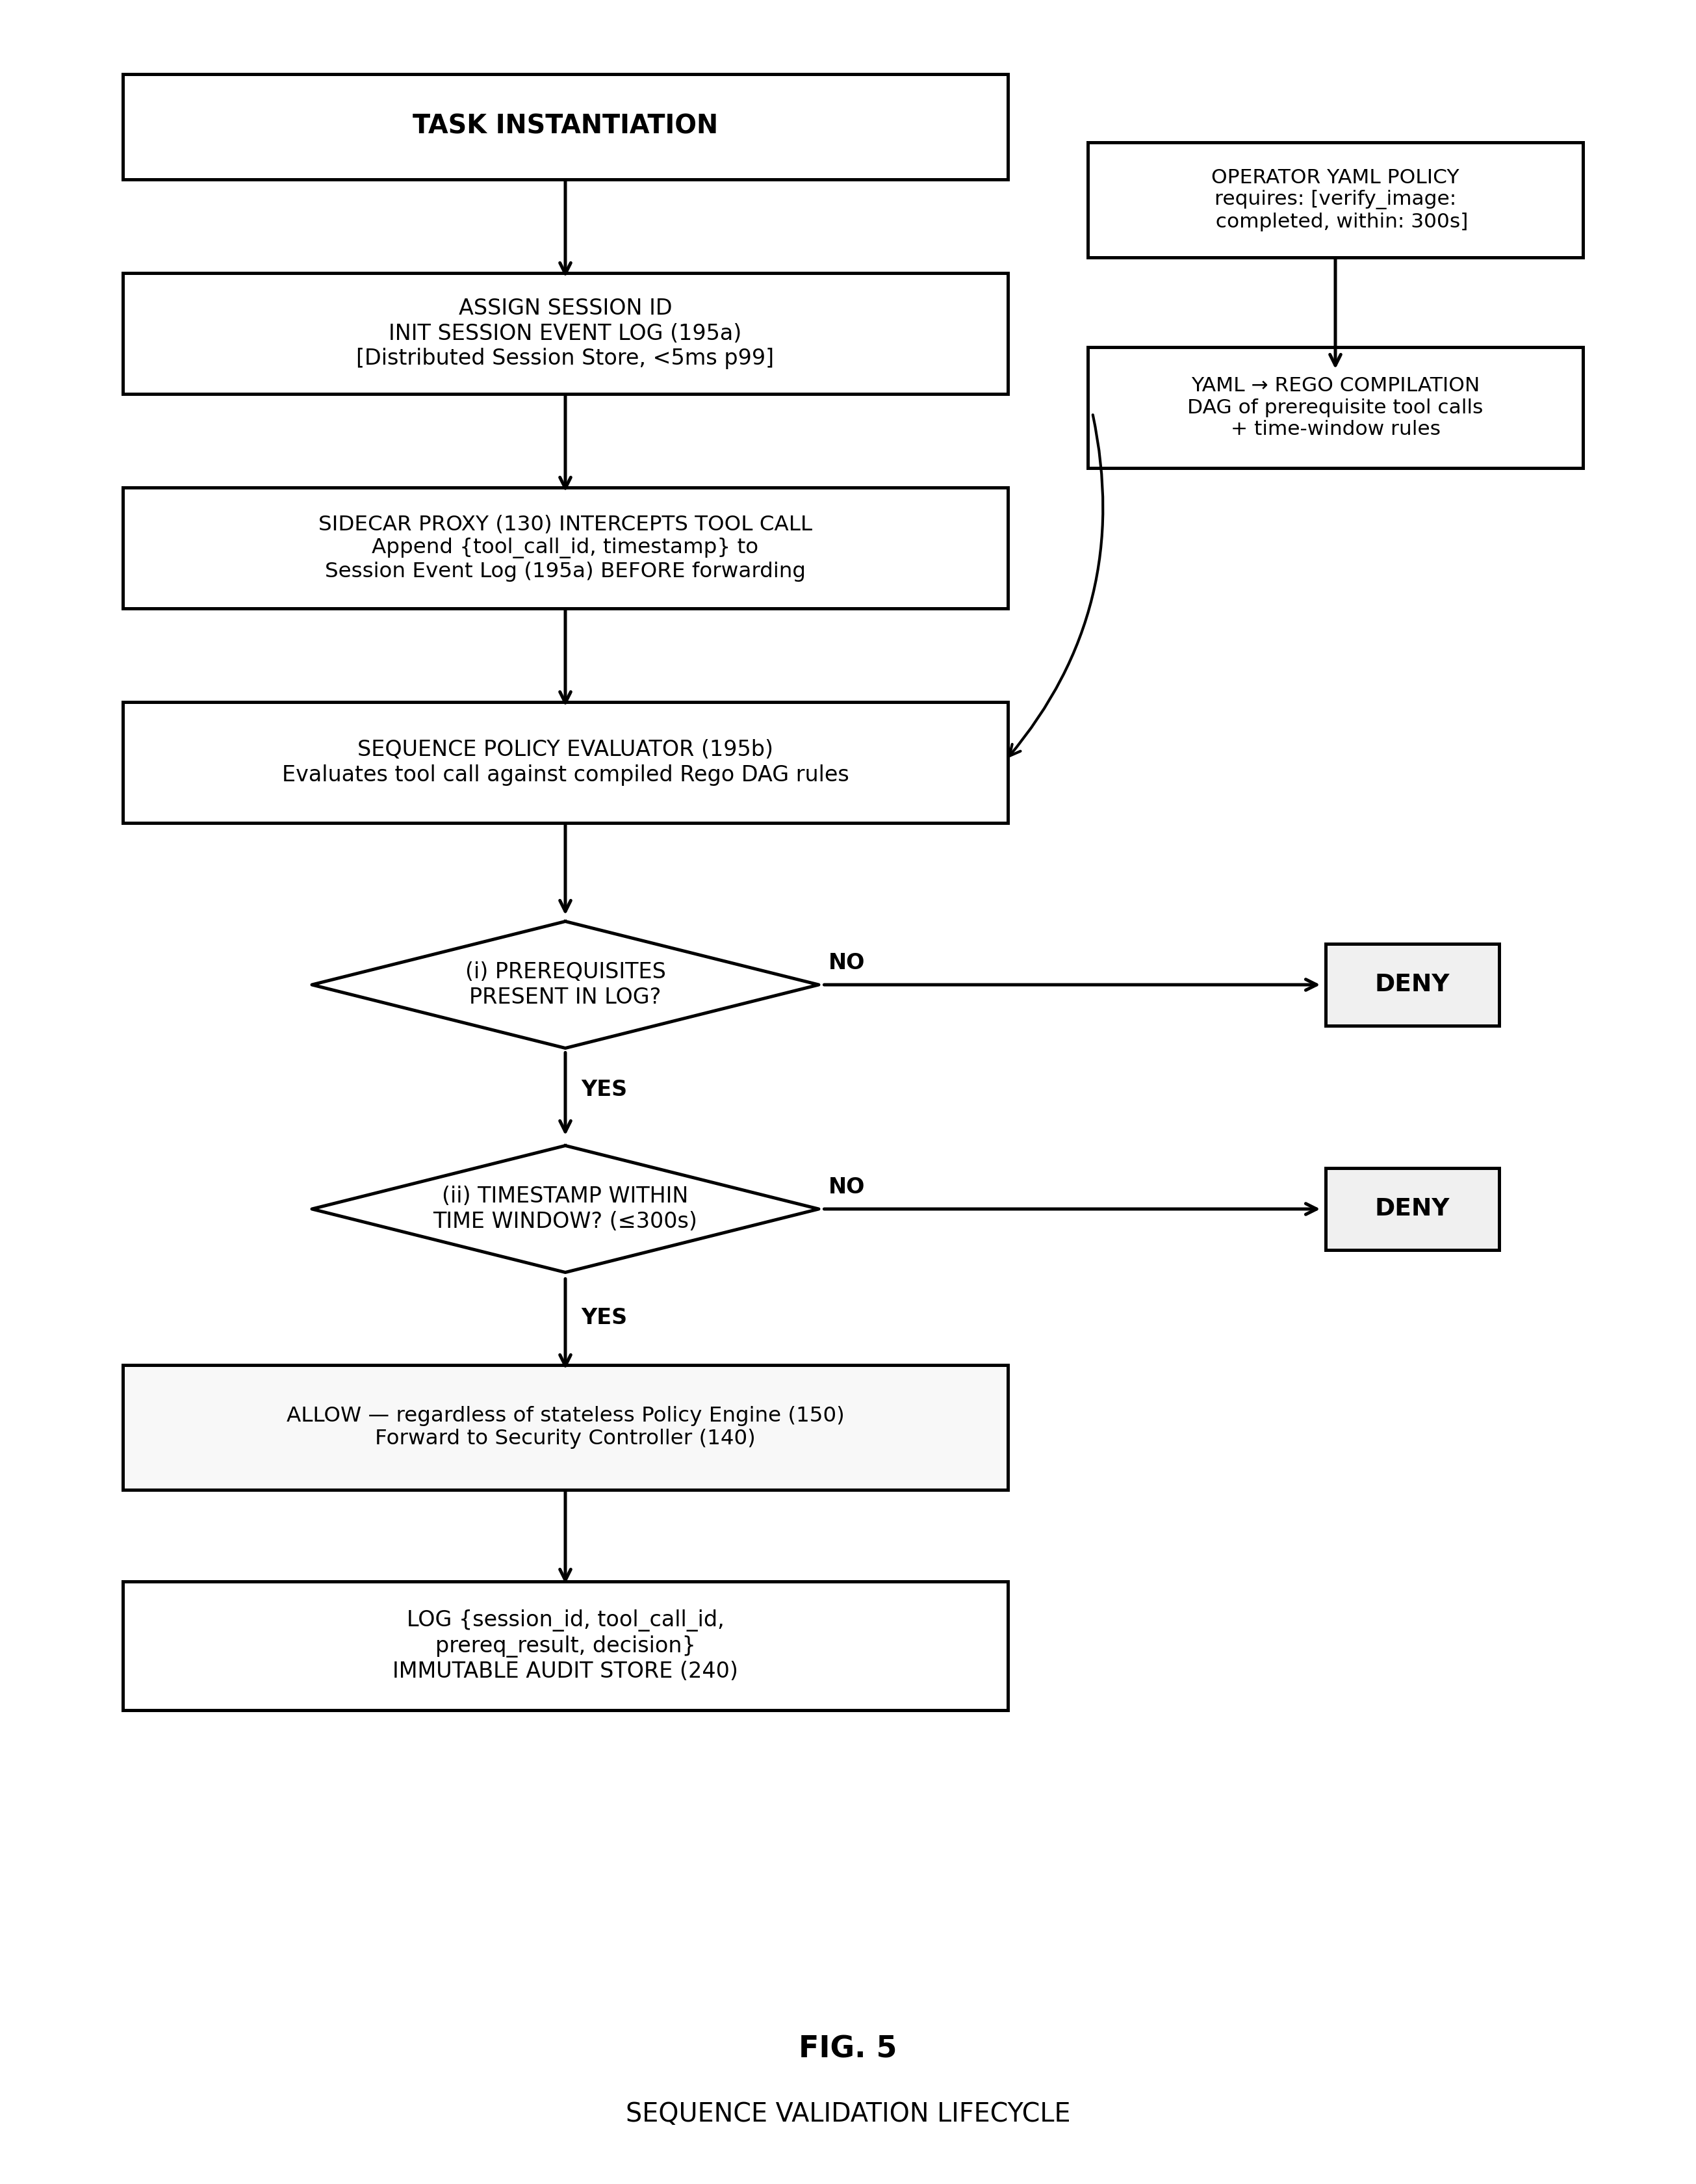 TASK INSTANTIATION
OPERATOR YAML POLICY
requires: [verify_image:
completed, within: 300s]
ASSIGN SESSION ID
INIT SESSION EVENT LOG (195a)
[Distributed Session Store, <5ms p99]
YAML → REGO COMPILATION
DAG of prerequisite tool calls
+ time-window rules
SIDECAR PROXY (130) INTERCEPTS TOOL CALL
Append {tool_call_id, timestamp} to
Session Event Log (195a) BEFORE forwarding
SEQUENCE POLICY EVALUATOR (195b)
Evaluates tool call against compiled Rego DAG rules
(i) PREREQUISITES
PRESENT IN LOG?
NO
DENY
YES
(ii) TIMESTAMP WITHIN
TIME WINDOW? (≤300s)
NO
DENY
YES
ALLOW — regardless of stateless Policy Engine (150)
Forward to Security Controller (140)
LOG {session_id, tool_call_id,
prereq_result, decision}
IMMUTABLE AUDIT STORE (240)
FIG. 5
SEQUENCE VALIDATION LIFECYCLE